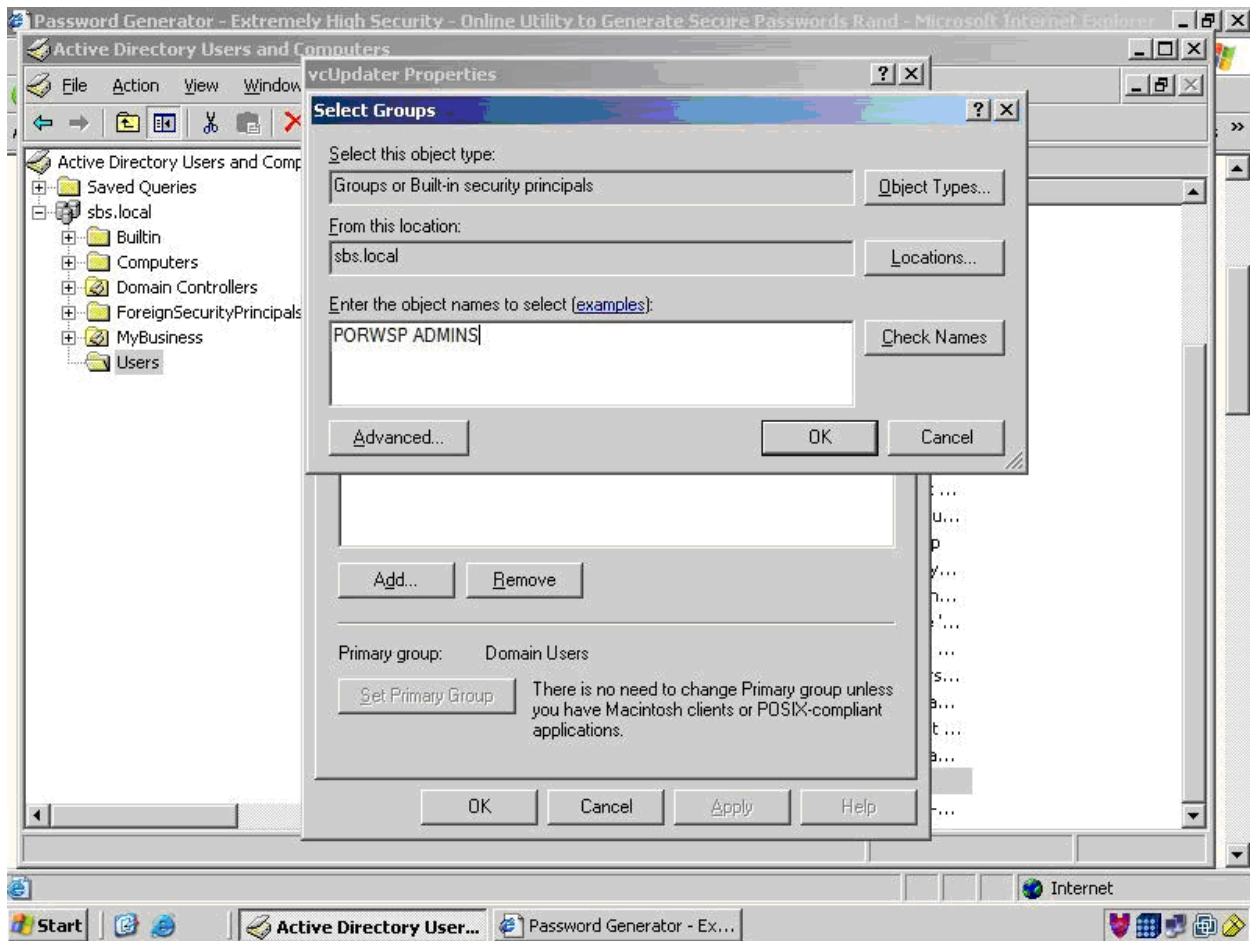 Password Generator - Extremely High Security - Online Utility to Generate Secure Passwords Rand - Microsoft Internet Explorer
Active Directory Users and Computers
File Action View Window
vcUpdater Properties
Select Groups
Select this object type:
Groups or Built-in security principals
Object Types...
From this location:
sbs.local
Locations...
Enter the object names to select (examples):
PORWSP ADMINS
Check Names
Advanced...
OK
Cancel
Active Directory Users and Comp
Saved Queries
sbs.local
Builtin
Computers
Domain Controllers
ForeignSecurityPrincipals
MyBusiness
Users
Add...
Remove
Primary group: Domain Users
Set Primary Group
There is no need to change Primary group unless
you have Macintosh clients or POSIX-compliant
applications.
OK
Cancel
Apply
Help
Internet
Start
Active Directory User...
Password Generator - Ex...